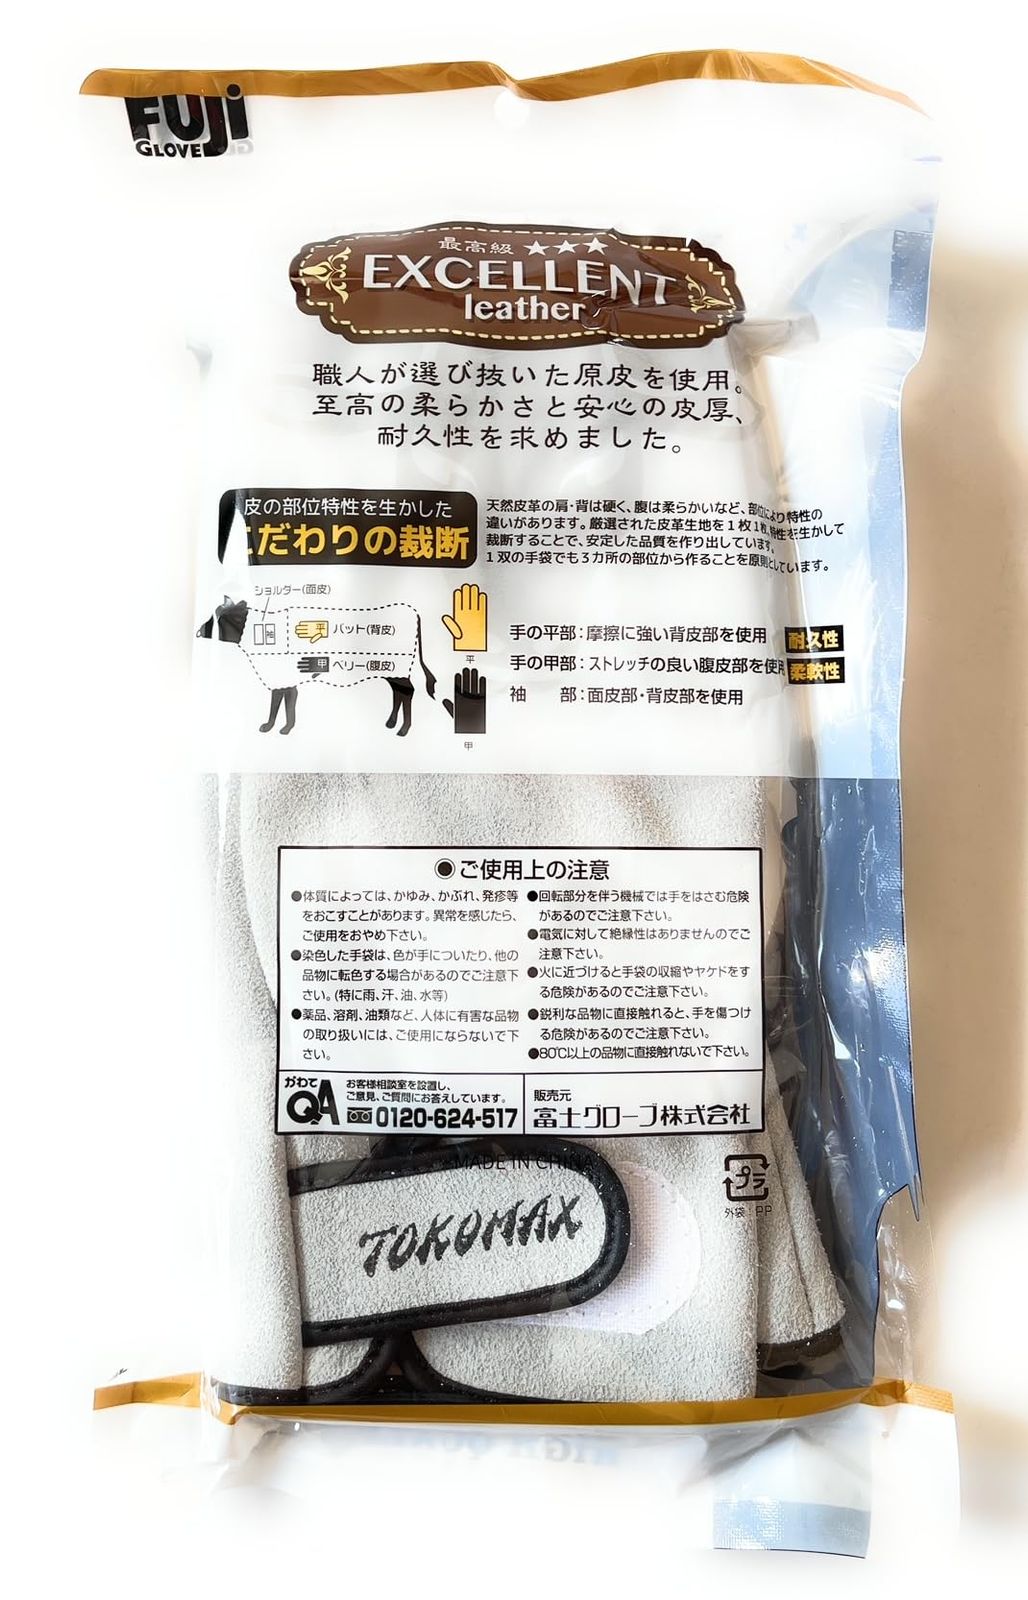 FUJI
GLOVE
最高級 ★★★
EXCELLENT
leather
職人が選び抜いた原皮を使用。
至高の柔らかさと安心の皮厚、
耐久性を求めました。
皮の部位特性を生かした
こだわりの裁断
天然皮革の肩・背は硬く、腹は柔らかいなど、部位により特性の
違いがあります。厳選された皮革生地を1枚1枚、特性を生かして
裁断することで、安定した品質を作り出しています。
1双の手袋でも3カ所の部位から作ることを原則としています。
ショルダー(面皮)
袖
平 バット(背皮)
甲 ベリー(腹皮)
平
甲
手の平部:摩擦に強い背皮部を使用 耐久性
手の甲部:ストレッチの良い腹皮部を使用 柔軟性
袖 部:面皮部・背皮部を使用
●ご使用上の注意
●体質によっては、かゆみ、かぶれ、発疹等
をおこすことがあります。異常を感じたら、
ご使用をおやめ下さい。
●染色した手袋は、色が手についたり、他の
品物に転色する場合があるのでご注意下
さい。(特に雨、汗、油、水等)
●薬品、溶剤、油類など、人体に有害な品物
の取り扱いには、ご使用にならないで下
さい。
●回転部分を伴う機械では手をはさむ危険
があるのでご注意下さい。
●電気に対して絶縁性はありませんのでご
注意下さい。
●火に近づけると手袋の収縮やヤケドをす
る危険があるのでご注意下さい。
●鋭利な品物に直接触れると、手を傷つけ
る危険があるのでご注意下さい。
●80℃以上の品物に直接触れないで下さい。
かわて
QA
お客様相談室を設置し、
ご意見、ご質問にお答えしています。
0120-624-517
販売元
富士グローブ株式会社
MADE IN CHINA
プラ
外袋:PP
TOKOMAX